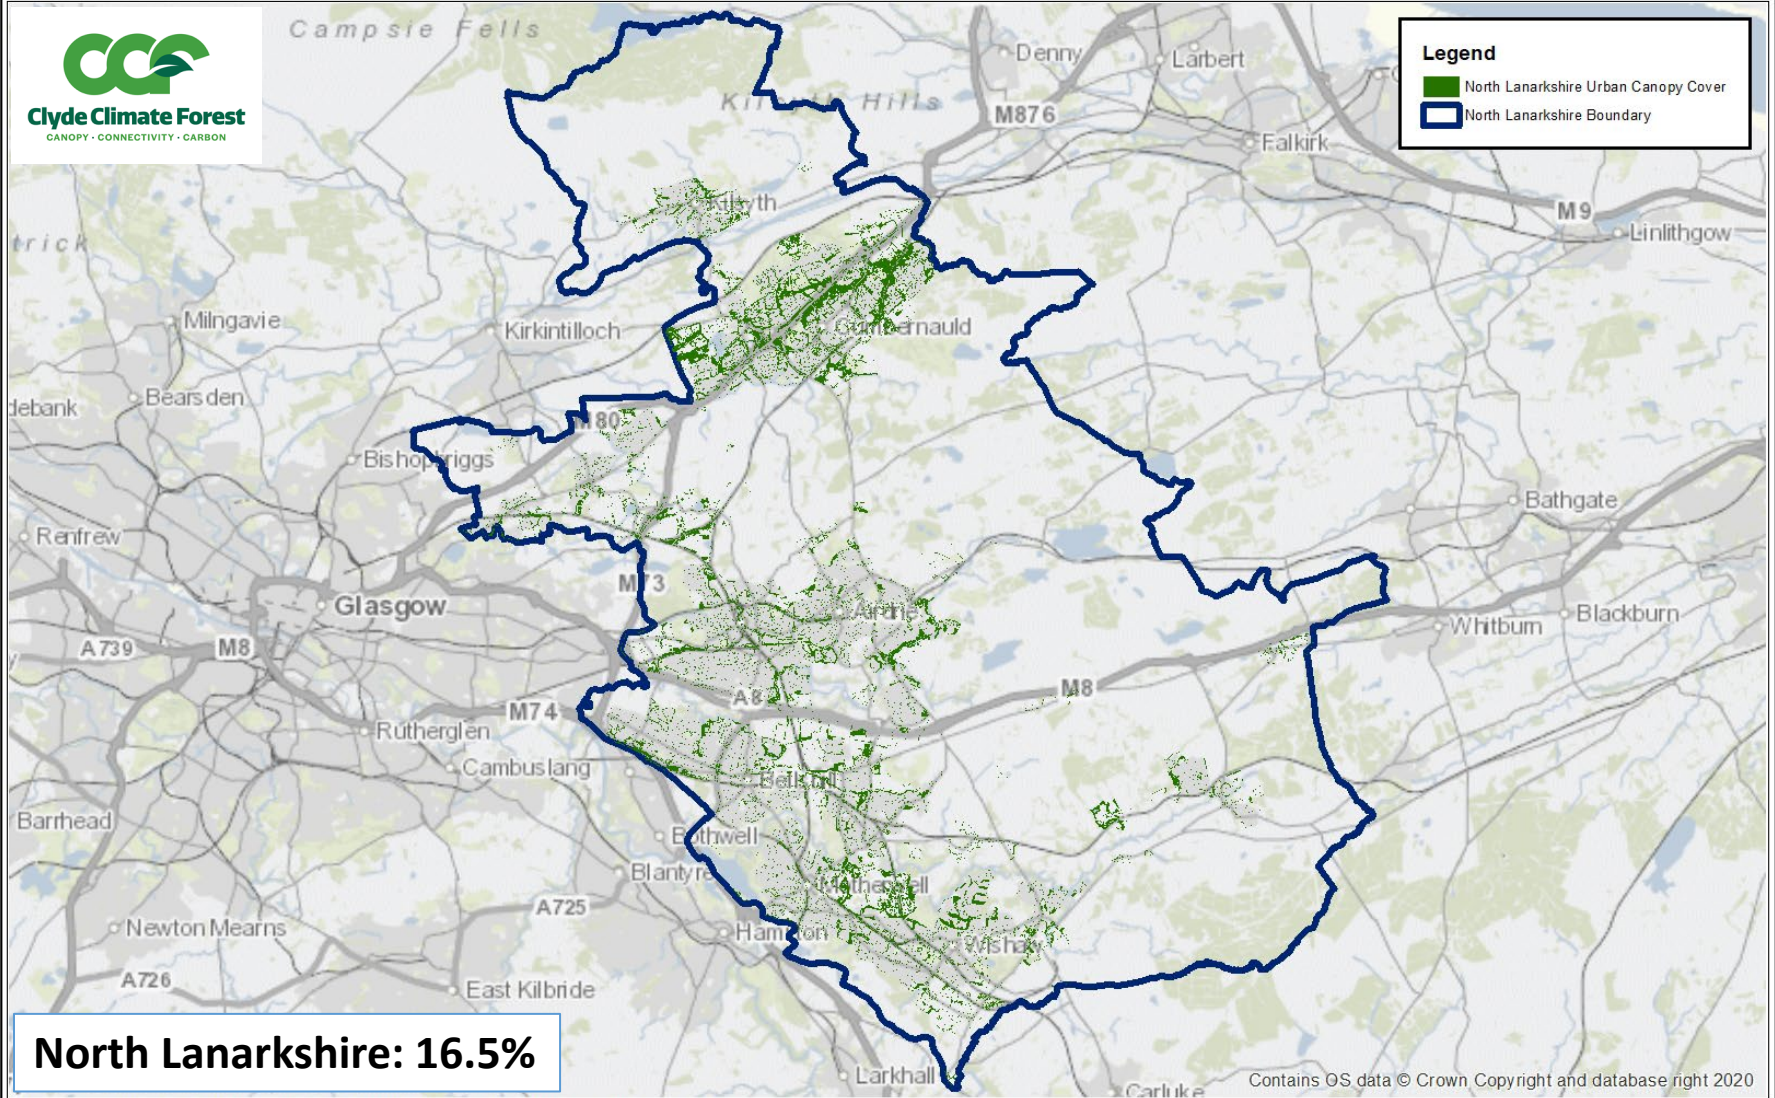 Clyde Climate Forest
CANOPY · CONNECTIVITY · CARBON
Campsie Fells
Denny
Larbert
Legend
North Lanarkshire Urban Canopy Cover
North Lanarkshire Boundary
Kilsyth Hills
M876
Falkirk
Kilsyth
M9
Linlithgow
trick
Milngavie
Kirkintilloch
Cumbernauld
Bearsden
debank
M80
Bishopbriggs
Bathgate
Renfrew
M73
Glasgow
Airdrie
Blackburn
Whitburn
A739
M8
M8
A8
M74
Rutherglen
Cambuslang
Bellshill
Barrhead
Bothwell
Blantyre
Motherwell
A725
Newton Mearns
Hamilton
Wishaw
A726
East Kilbride
North Lanarkshire: 16.5%
Larkhall
Carluke
Contains OS data © Crown Copyright and database right 2020